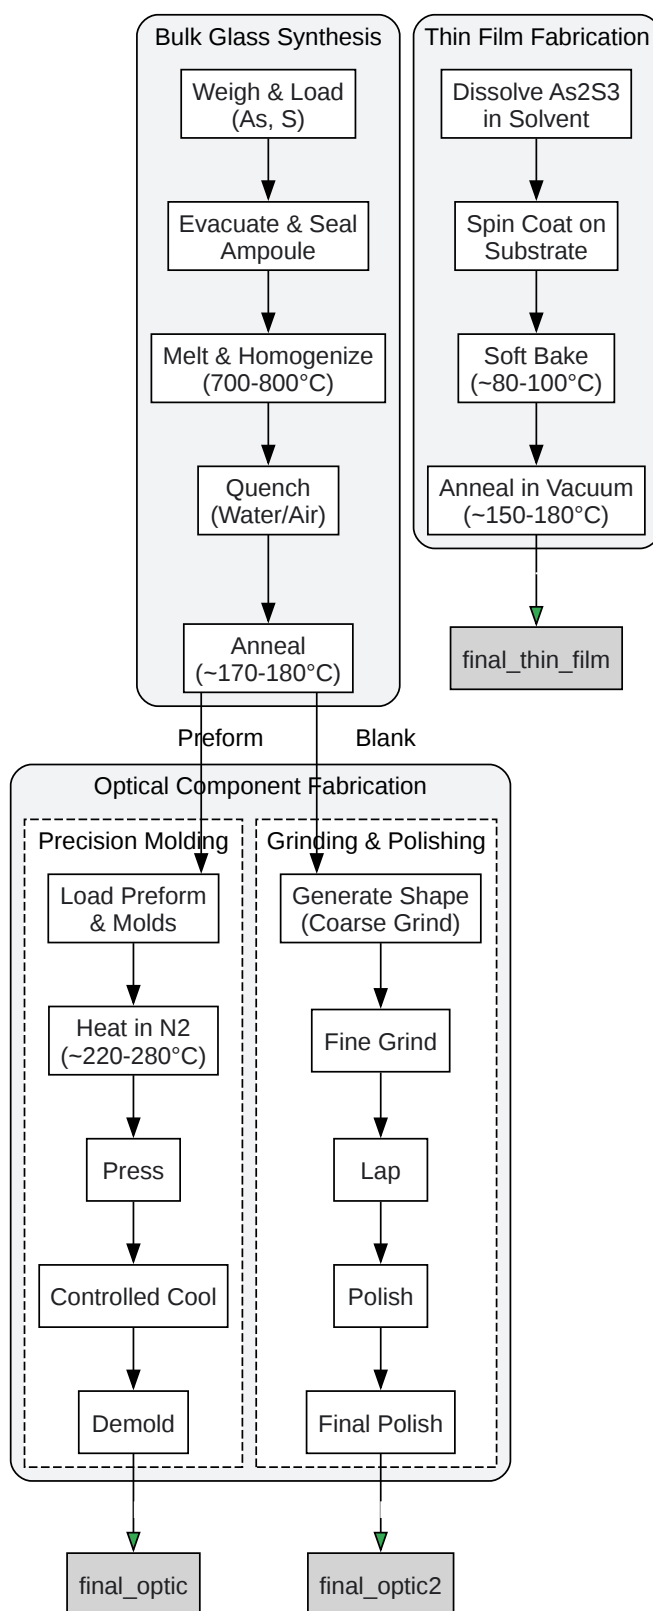 Bulk Glass Synthesis
Weigh & Load
(As, S)
Evacuate & Seal
Ampoule
Melt & Homogenize
(700-800°C)
Quench
(Water/Air)
Anneal
(~170-180°C)
Thin Film Fabrication
Dissolve As2S3
in Solvent
Spin Coat on
Substrate
Soft Bake
(~80-100°C)
Anneal in Vacuum
(~150-180°C)
final_thin_film
Preform
Blank
Optical Component Fabrication
Precision Molding
Load Preform
& Molds
Heat in N2
(~220-280°C)
Press
Controlled Cool
Demold
final_optic
Grinding & Polishing
Generate Shape
(Coarse Grind)
Fine Grind
Lap
Polish
Final Polish
final_optic2